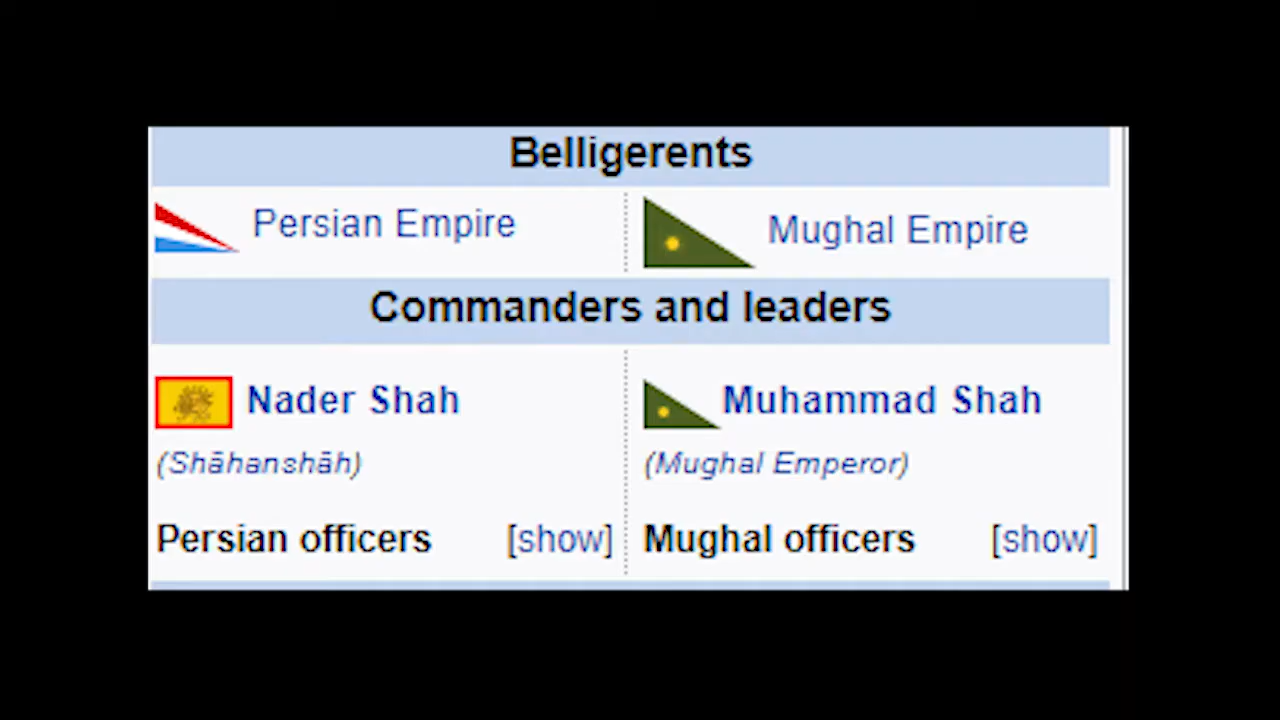 Belligerents
Persian Empire
Mughal Empire
Commanders and leaders
Nader Shah
(Shāhanshāh)
Muhammad Shah
(Mughal Emperor)
Persian officers [show]
Mughal officers [show]